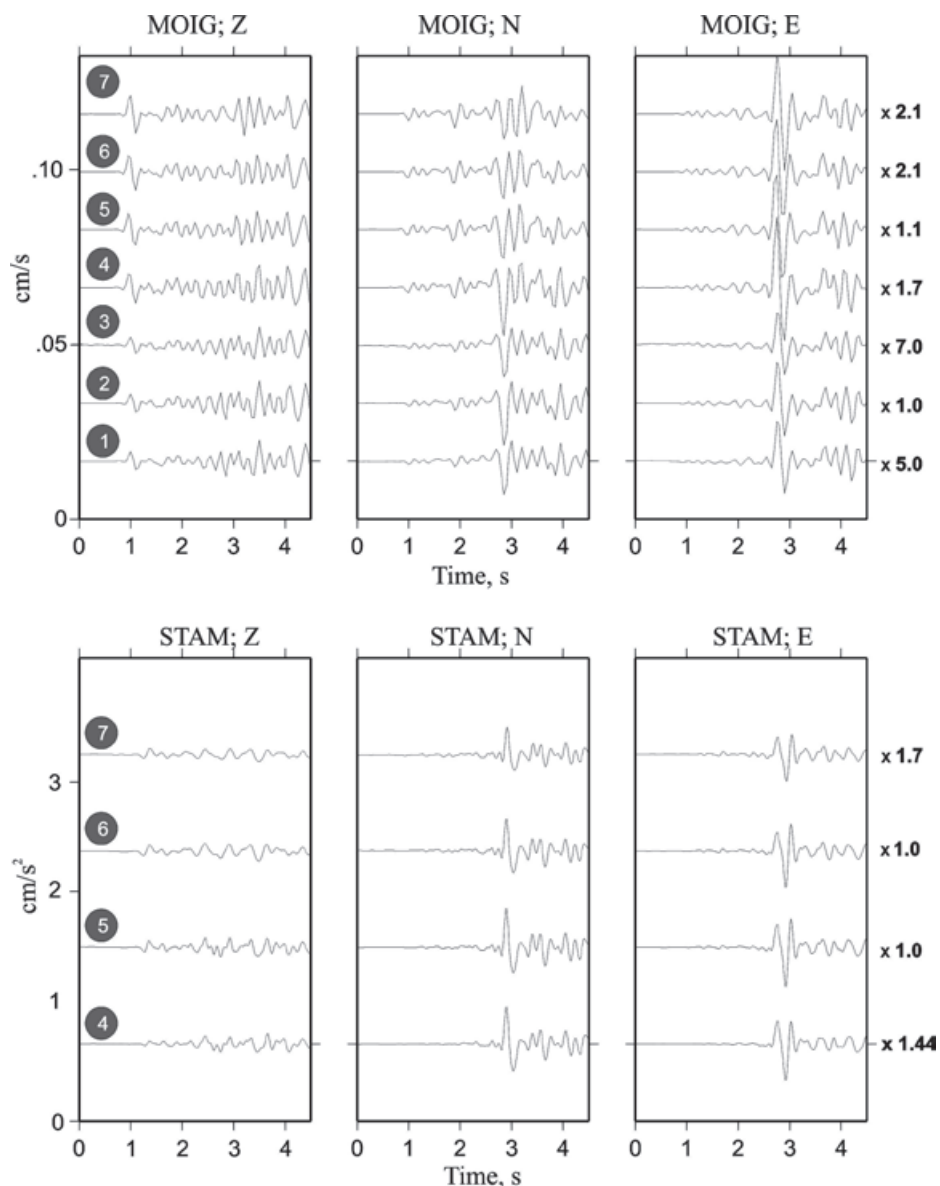 MOIG; Z MOIG; N MOIG; E
7 x 2.1
.10 6 x 2.1
5 x 1.1
cm/s
4 x 1.7
.05 3 x 7.0
2 x 1.0
1 x 5.0
0
0 1 2 3 4 0 1 2 3 4 0 1 2 3 4
Time, s
STAM; Z STAM; N STAM; E
7 x 1.7
3
6 x 1.0
cm/s²
2
5 x 1.0
1
4 x 1.44
0
0 1 2 3 4 0 1 2 3 4 0 1 2 3 4
Time, s